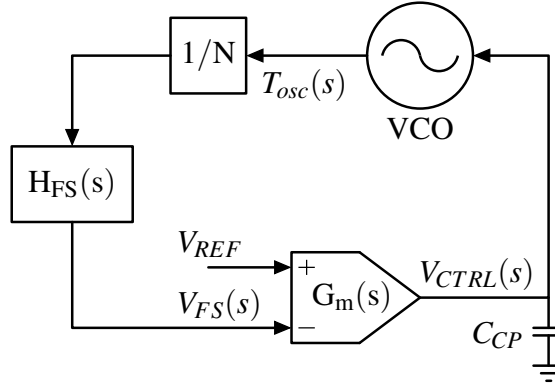 1/N
T_osc(s)
VCO
H_FS(s)
V_REF
+
G_m(s)
V_CTRL(s)
V_FS(s)
−
C_CP